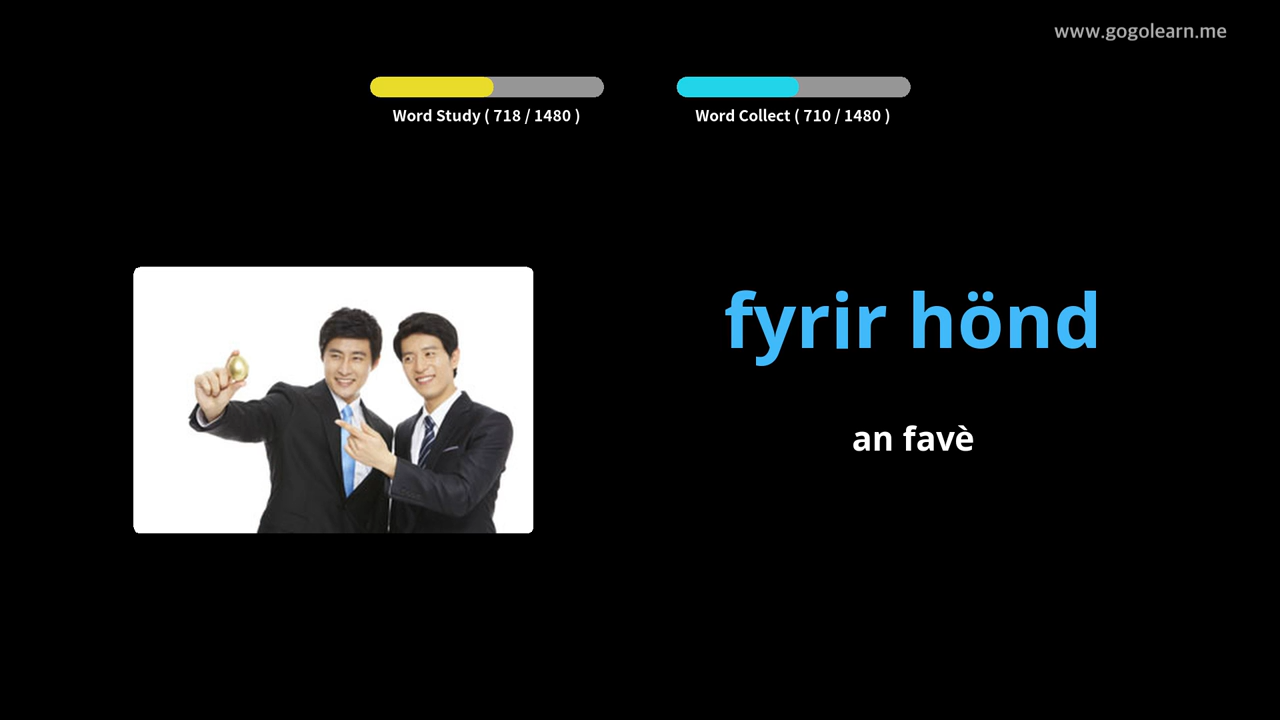 www.gogolearn.me
Word Study ( 718 / 1480 )
Word Collect ( 710 / 1480 )
fyrir hönd
an favè